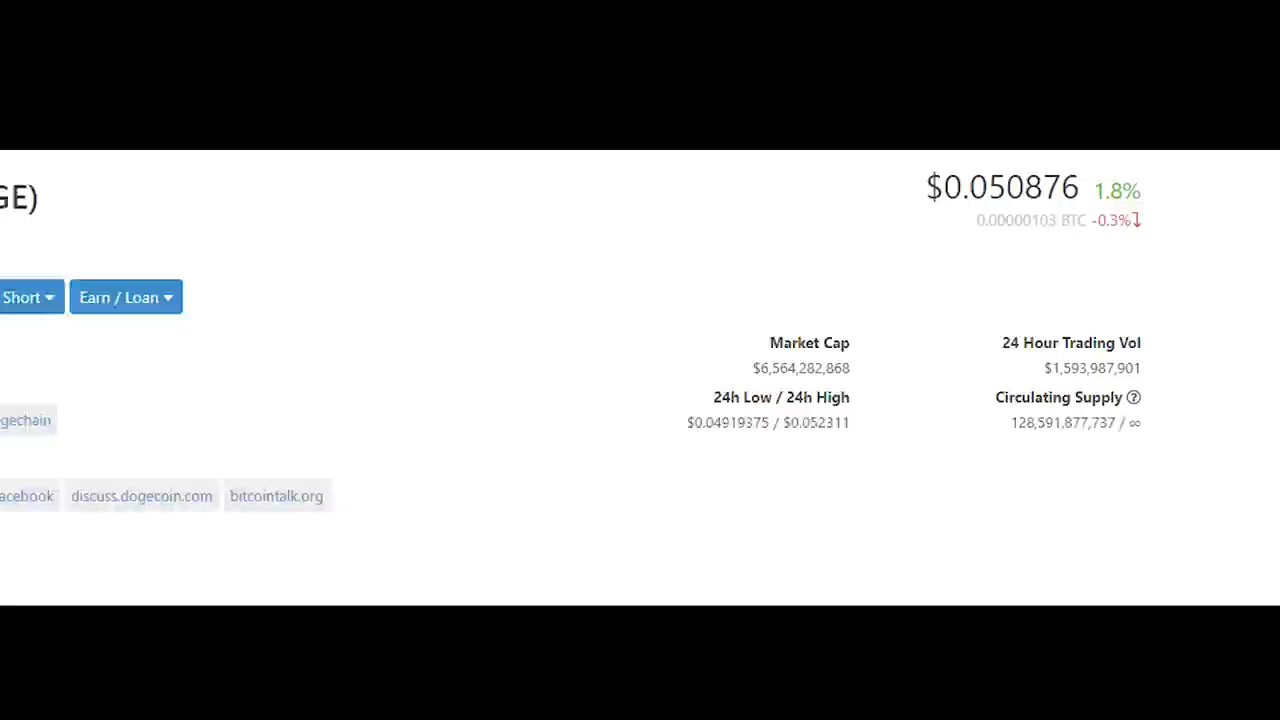 GE)
$0.050876 1.8%
0.00000103 BTC -0.3%
Short Earn / Loan
Market Cap 24 Hour Trading Vol
$6,564,282,868 $1,593,987,901
24h Low / 24h High Circulating Supply
gechain $0.04919375 / $0.052311 128,591,877,737 / ∞
acebook discuss.dogecoin.com bitcointalk.org